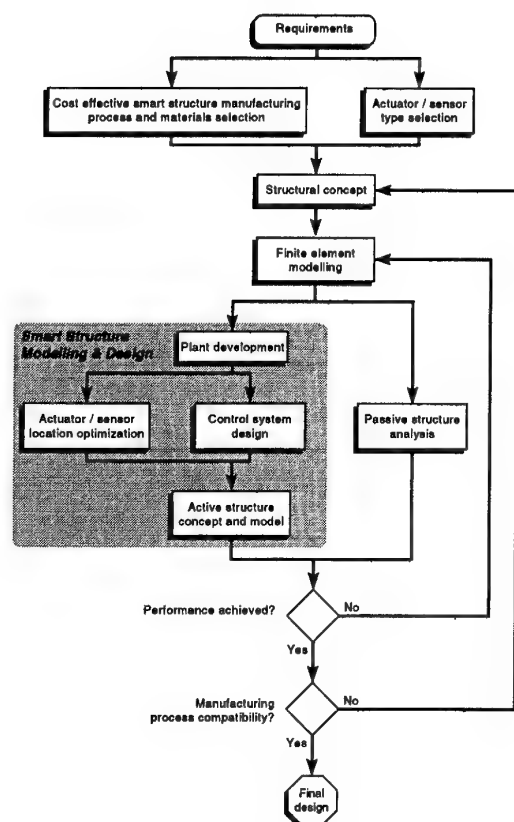 Requirements
Cost effective smart structure manufacturing
process and materials selection
Actuator / sensor
type selection
Structural concept
Finite element
modelling
Smart Structure
Modelling & Design
Plant development
Actuator / sensor
location optimization
Control system
design
Passive structure
analysis
Active structure
concept and model
Performance achieved?
No
Yes
Manufacturing
process compatibility?
No
Yes
Final
design